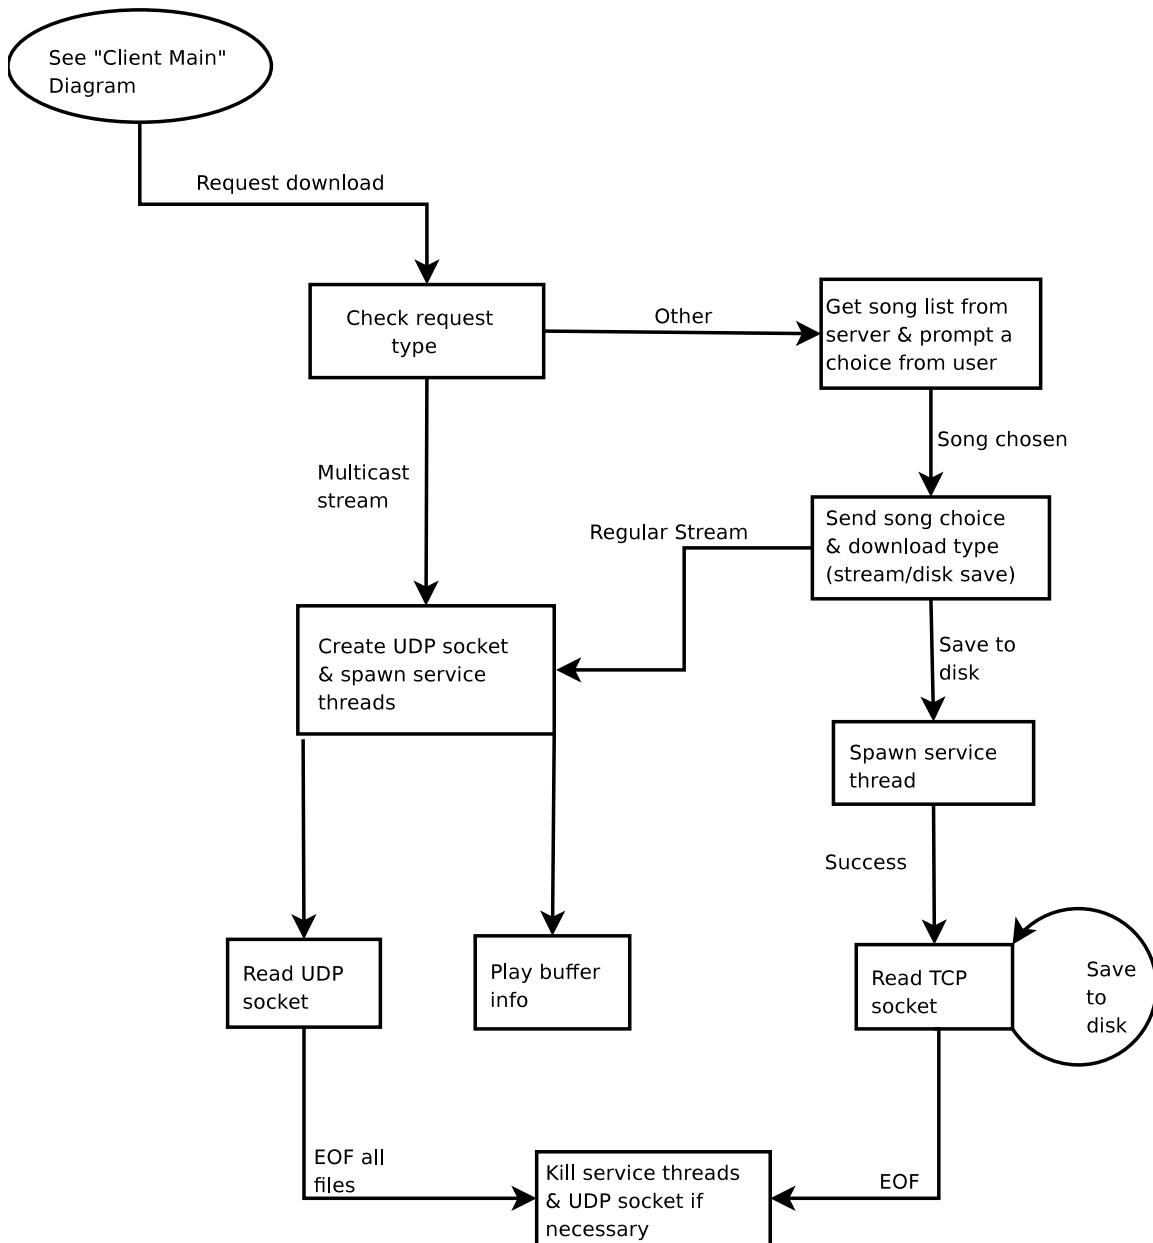 See "Client Main"
Diagram
Request download
Check request
type
Other
Get song list from
server & prompt a
choice from user
Song chosen
Multicast
stream
Regular Stream
Send song choice
& download type
(stream/disk save)
Create UDP socket
& spawn service
threads
Save to
disk
Spawn service
thread
Success
Read UDP
socket
Play buffer
info
Read TCP
socket
Save
to
disk
EOF all
files
Kill service threads
& UDP socket if
necessary
EOF